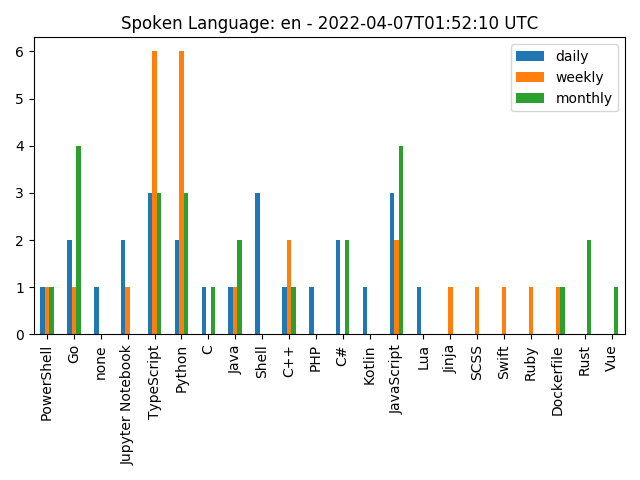 Spoken Language: en - 2022-04-07T01:52:10 UTC
daily
weekly
monthly
6
5
4
3
2
1
0
PowerShell
Go
none
Jupyter Notebook
TypeScript
Python
C
Java
Shell
C++
PHP
C#
Kotlin
JavaScript
Lua
Jinja
SCSS
Swift
Ruby
Dockerfile
Rust
Vue